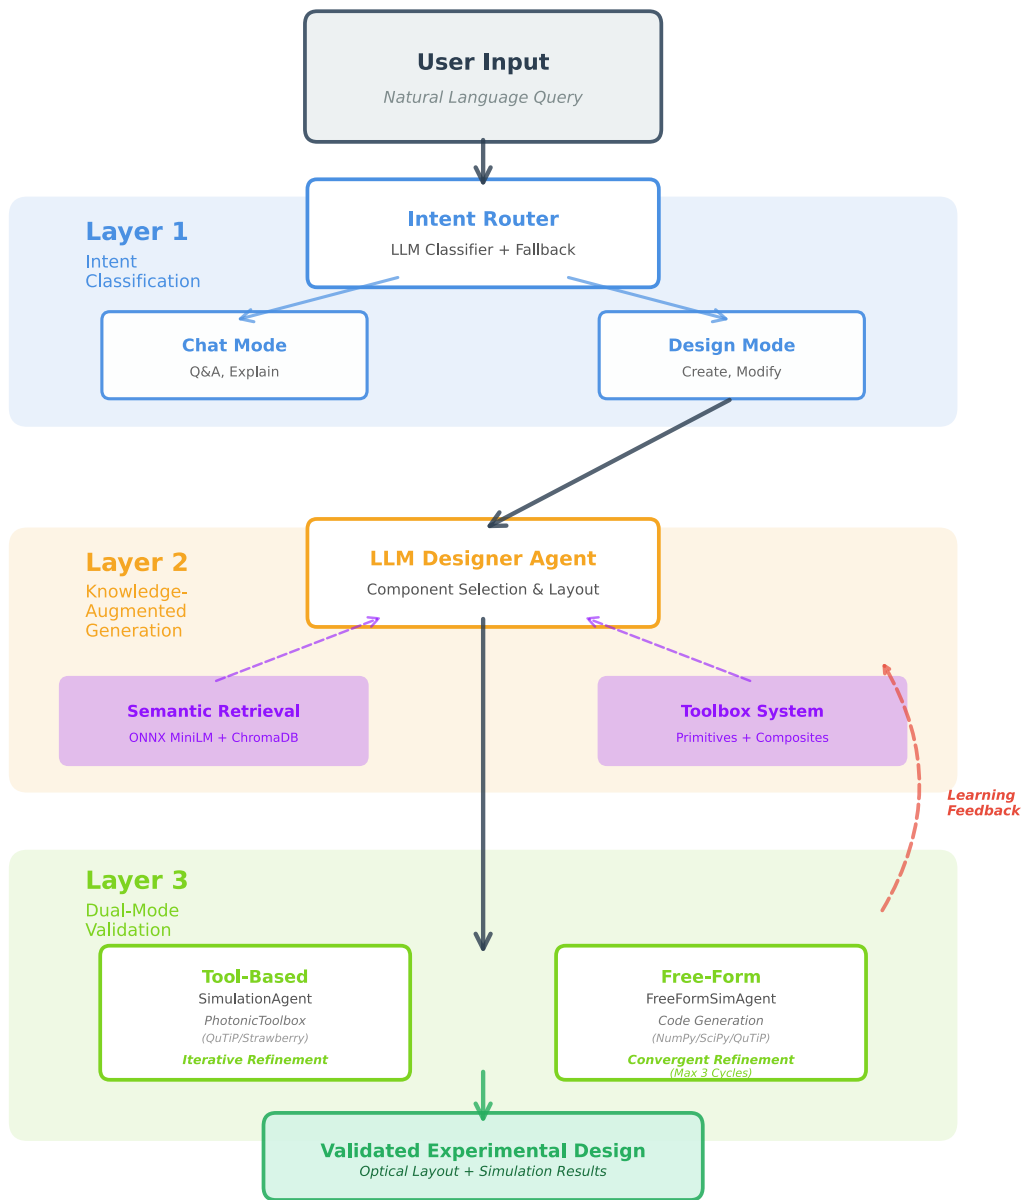 User Input
Natural Language Query
Layer 1
Intent
Classification
Intent Router
LLM Classifier + Fallback
Chat Mode
Q&A, Explain
Design Mode
Create, Modify
Layer 2
Knowledge-
Augmented
Generation
LLM Designer Agent
Component Selection & Layout
Semantic Retrieval
ONNX MiniLM + ChromaDB
Toolbox System
Primitives + Composites
Learning
Feedback
Layer 3
Dual-Mode
Validation
Tool-Based
SimulationAgent
PhotonicToolbox
(QuTiP/Strawberry)
Iterative Refinement
Free-Form
FreeFormSimAgent
Code Generation
(NumPy/SciPy/QuTiP)
Convergent Refinement
(Max 3 Cycles)
Validated Experimental Design
Optical Layout + Simulation Results